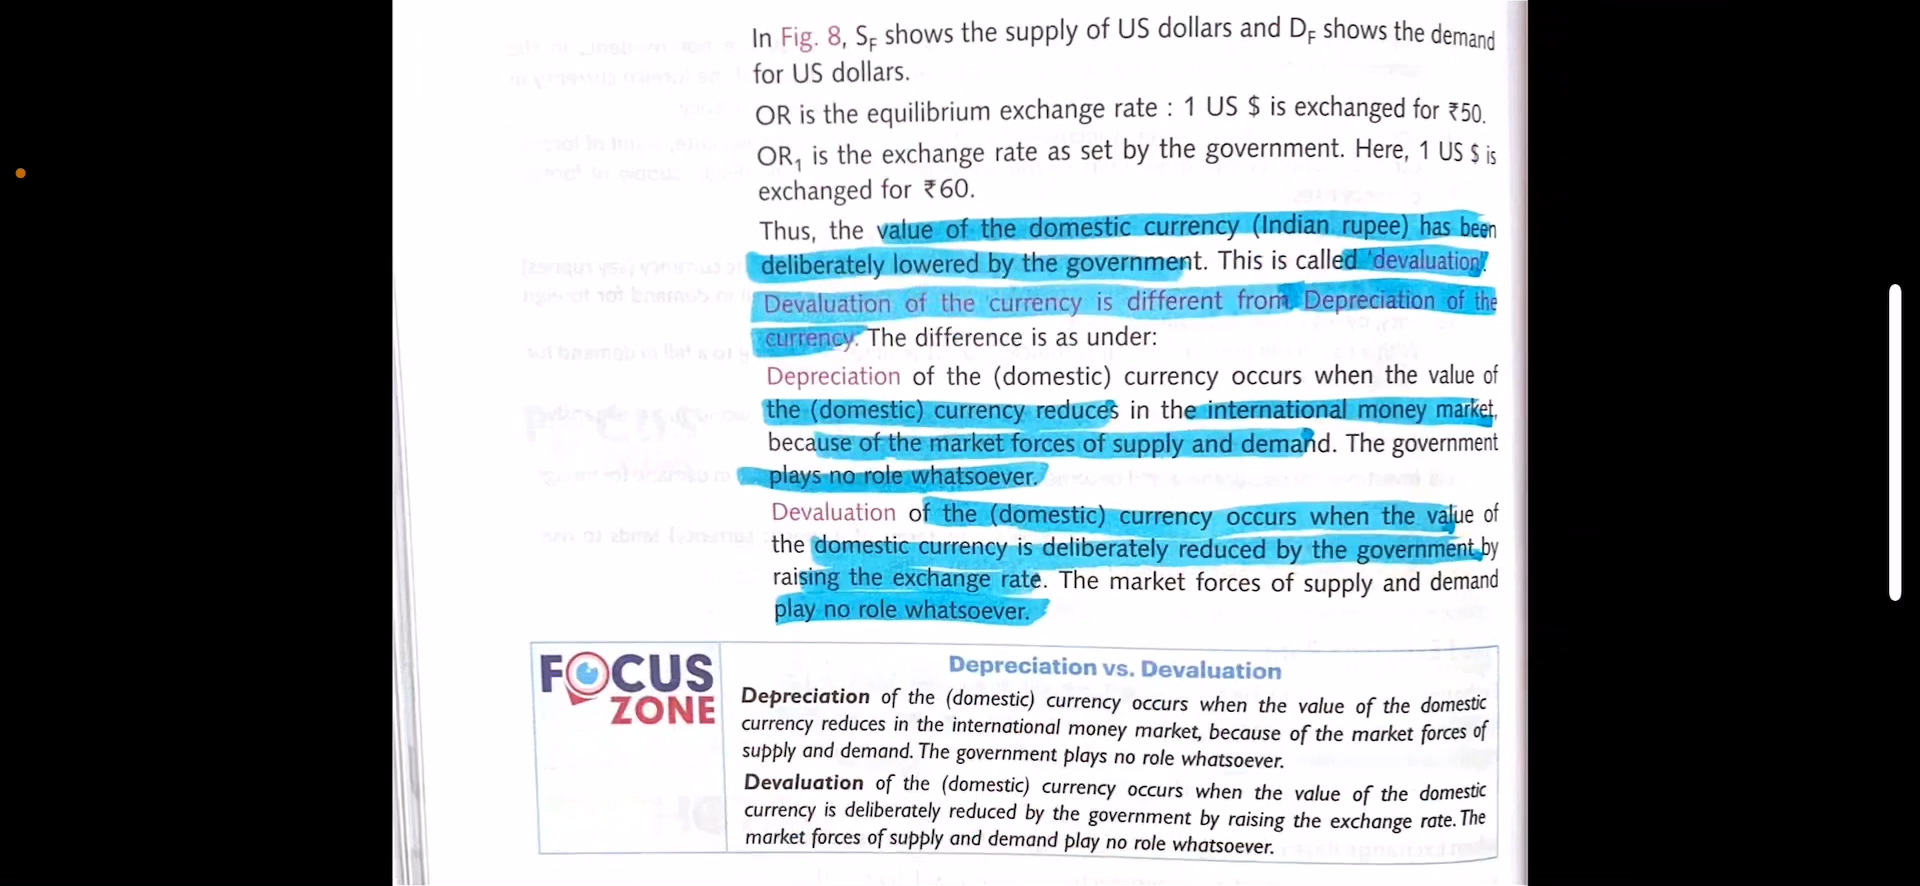 In Fig. 8, SF shows the supply of US dollars and DF shows the demand
for US dollars.
OR is the equilibrium exchange rate : 1 US $ is exchanged for ₹50.
OR1 is the exchange rate as set by the government. Here, 1 US $ is
exchanged for ₹60.
Thus, the value of the domestic currency (Indian rupee) has been
deliberately lowered by the government. This is called 'devaluation'.
Devaluation of the currency is different from Depreciation of the
currency. The difference is as under:
Depreciation of the (domestic) currency occurs when the value of
the (domestic) currency reduces in the international money market,
because of the market forces of supply and demand. The government
plays no role whatsoever.
Devaluation of the (domestic) currency occurs when the value of
the domestic currency is deliberately reduced by the government by
raising the exchange rate. The market forces of supply and demand
play no role whatsoever.
FOCUS
ZONE
Depreciation vs. Devaluation
Depreciation of the (domestic) currency occurs when the value of the domestic
currency reduces in the international money market, because of the market forces of
supply and demand. The government plays no role whatsoever.
Devaluation of the (domestic) currency occurs when the value of the domestic
currency is deliberately reduced by the government by raising the exchange rate. The
market forces of supply and demand play no role whatsoever.